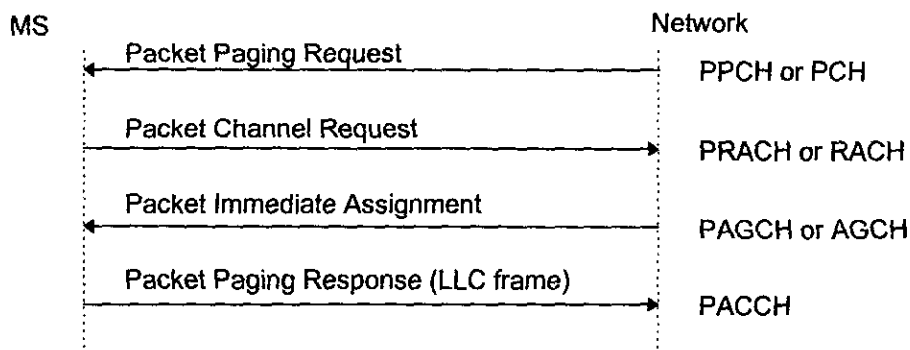 MS
Network
Packet Paging Request
PPCH or PCH
Packet Channel Request
PRACH or RACH
Packet Immediate Assignment
PAGCH or AGCH
Packet Paging Response (LLC frame)
PACCH